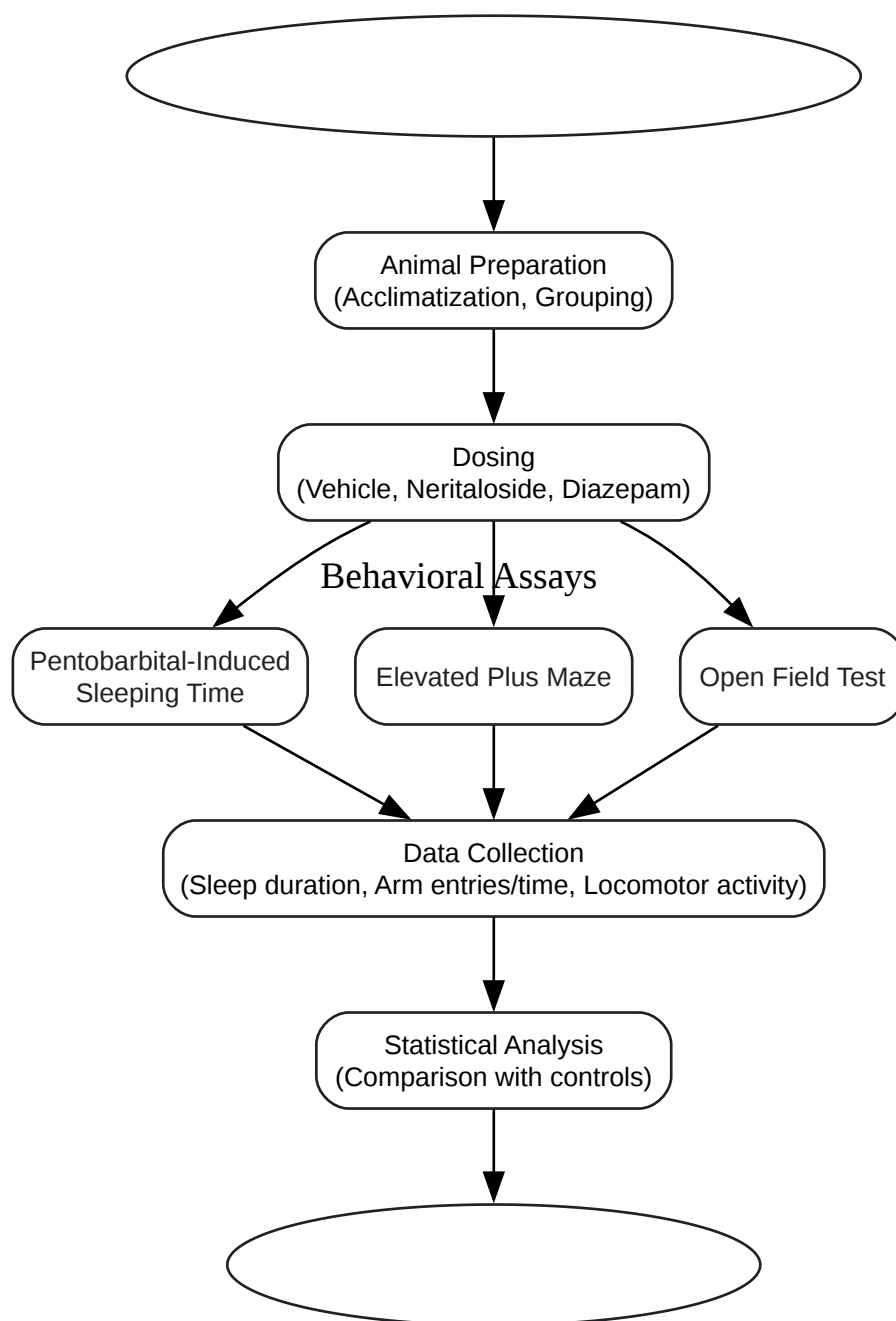 Animal Preparation
(Acclimatization, Grouping)
Dosing
(Vehicle, Neritaloside, Diazepam)
Behavioral Assays
Pentobarbital-Induced
Sleeping Time
Elevated Plus Maze
Open Field Test
Data Collection
(Sleep duration, Arm entries/time, Locomotor activity)
Statistical Analysis
(Comparison with controls)